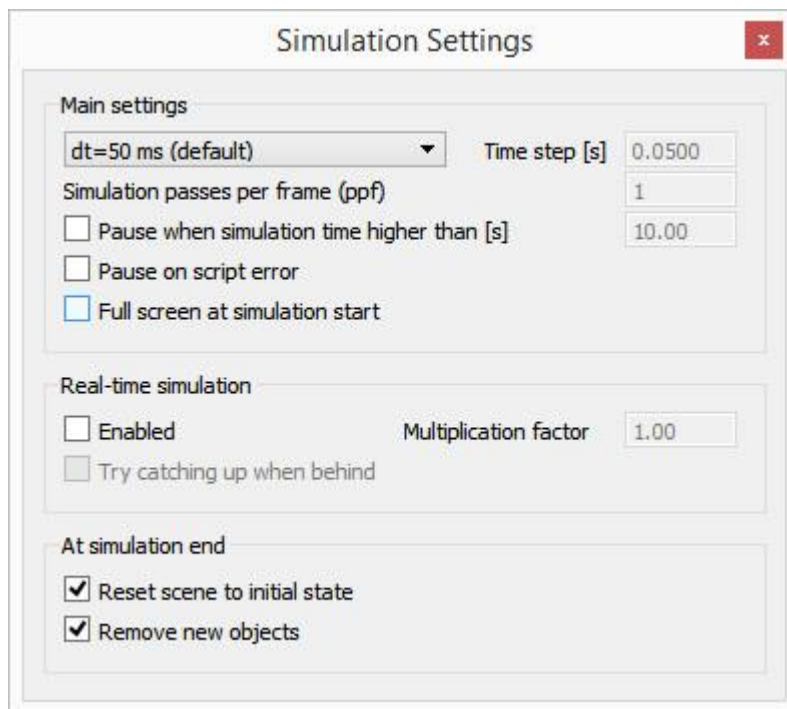 Simulation Settings
x
Main settings
dt=50 ms (default) Time step [s] 0.0500
Simulation passes per frame (ppf) 1
Pause when simulation time higher than [s] 10.00
Pause on script error
Full screen at simulation start
Real-time simulation
Enabled Multiplication factor 1.00
Try catching up when behind
At simulation end
Reset scene to initial state
Remove new objects